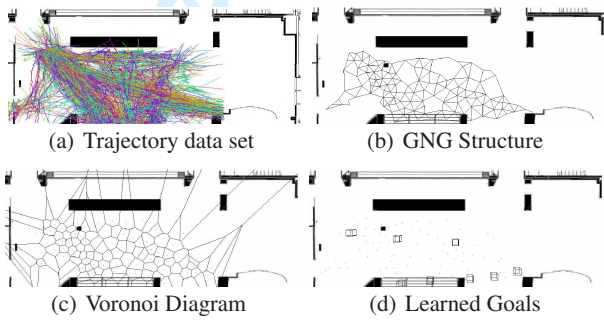 (a) Trajectory data set
(b) GNG Structure
(c) Voronoi Diagram
(d) Learned Goals